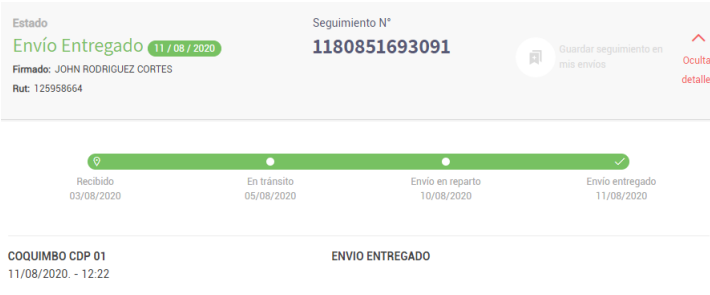 Estado
Envío Entregado 11 / 08 / 2020
Firmado: JOHN RODRIGUEZ CORTES
Rut: 125958664
Seguimiento N°
1180851693091
Guardar seguimiento en
mis envios
Oculta
detalle
Recibido
03/08/2020
En tránsito
05/08/2020
Envío en reparto
10/08/2020
Envío entregado
11/08/2020
COQUIMBO CDP 01
11/08/2020. - 12:22
ENVIO ENTREGADO